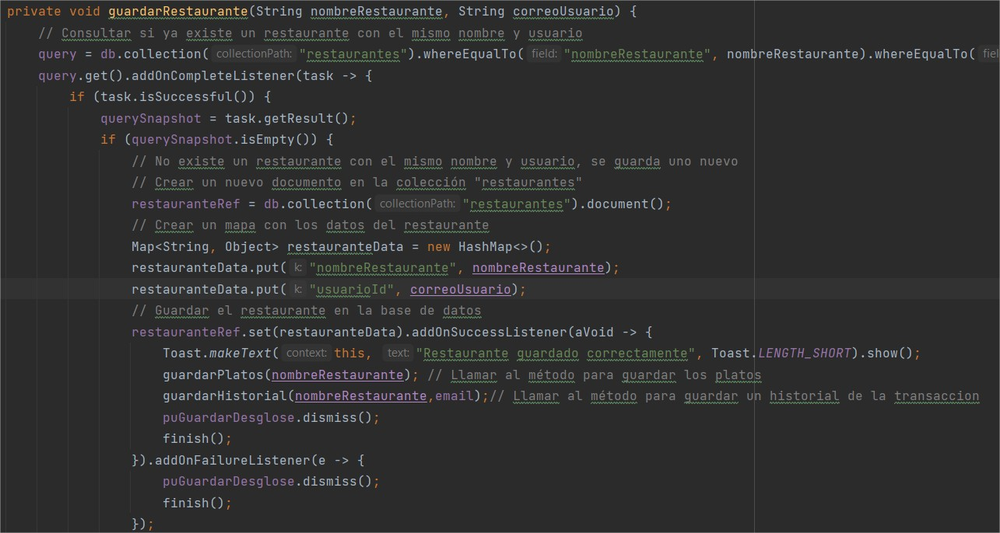 private void guardarRestaurante(String nombreRestaurante, String correoUsuario) {
// Consultar si ya existe un restaurante con el mismo nombre y usuario
query = db.collection( collectionPath: "restaurantes").whereEqualTo( field: "nombreRestaurante", nombreRestaurante).whereEqualTo( fiel
query.get().addOnCompleteListener(task -> {
if (task.isSuccessful()) {
querySnapshot = task.getResult();
if (querySnapshot.isEmpty()) {
// No existe un restaurante con el mismo nombre y usuario, se guarda uno nuevo
// Crear un nuevo documento en la colección "restaurantes"
restauranteRef = db.collection( collectionPath: "restaurantes").document();
// Crear un mapa con los datos del restaurante
Map<String, Object> restauranteData = new HashMap<>();
restauranteData.put( k: "nombreRestaurante", nombreRestaurante);
restauranteData.put( k: "usuarioId", correoUsuario);
// Guardar el restaurante en la base de datos
restauranteRef.set(restauranteData).addOnSuccessListener(aVoid -> {
Toast.makeText( context: this, text: "Restaurante guardado correctamente", Toast.LENGTH_SHORT).show();
guardarPlatos(nombreRestaurante); // Llamar al método para guardar los platos
guardarHistorial(nombreRestaurante,email);// Llamar al método para guardar un historial de la transaccion
puGuardarDesglose.dismiss();
finish();
}).addOnFailureListener(e -> {
puGuardarDesglose.dismiss();
finish();
});